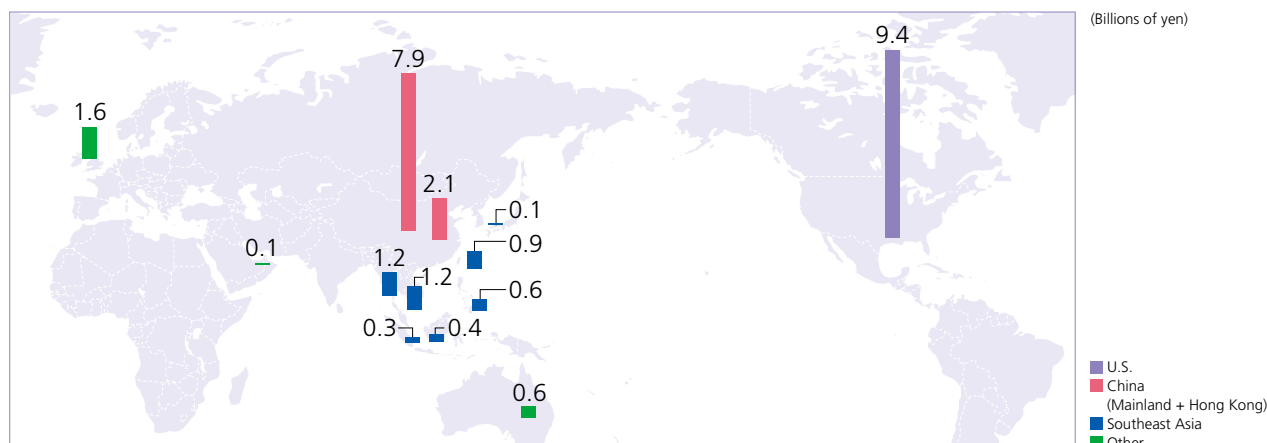 (Billions of yen)
9.4
7.9
1.6
2.1
0.1
0.9
0.1
1.2
1.2
0.6
0.3
0.4
0.6
U.S.
China
(Mainland + Hong Kong)
Southeast Asia
Other